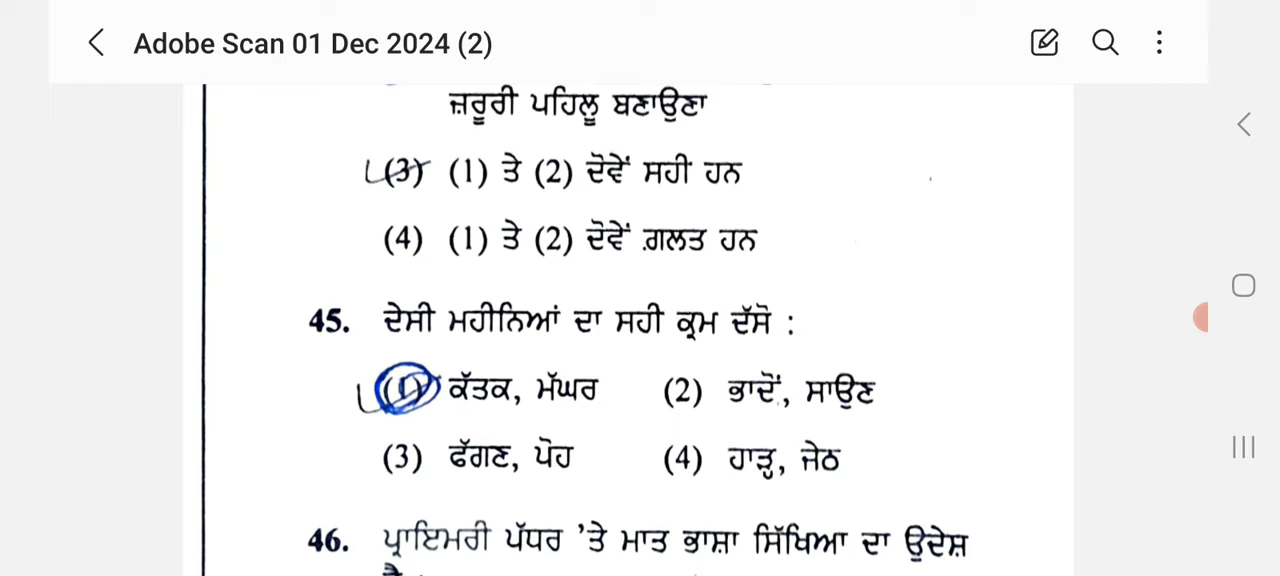 Adobe Scan 01 Dec 2024 (2)
ਜ਼ਰੂਰੀ ਪਹਿਲੂ ਬਣਾਉਣਾ
(3) (1) ਤੇ (2) ਦੋਵੇਂ ਸਹੀ ਹਨ
(4) (1) ਤੇ (2) ਦੋਵੇਂ ਗ਼ਲਤ ਹਨ
45. ਦੇਸੀ ਮਹੀਨਿਆਂ ਦਾ ਸਹੀ ਕ੍ਰਮ ਦੱਸੋ :
(1) ਕੱਤਕ, ਮੱਘਰ (2) ਭਾਦੋਂ, ਸਾਉਣ
(3) ਫੱਗਣ, ਪੋਹ (4) ਹਾੜ੍ਹ, ਜੇਠ
46. ਪ੍ਰਾਇਮਰੀ ਪੱਧਰ 'ਤੇ ਮਾਤ ਭਾਸ਼ਾ ਸਿੱਖਿਆ ਦਾ ਉਦੇਸ਼